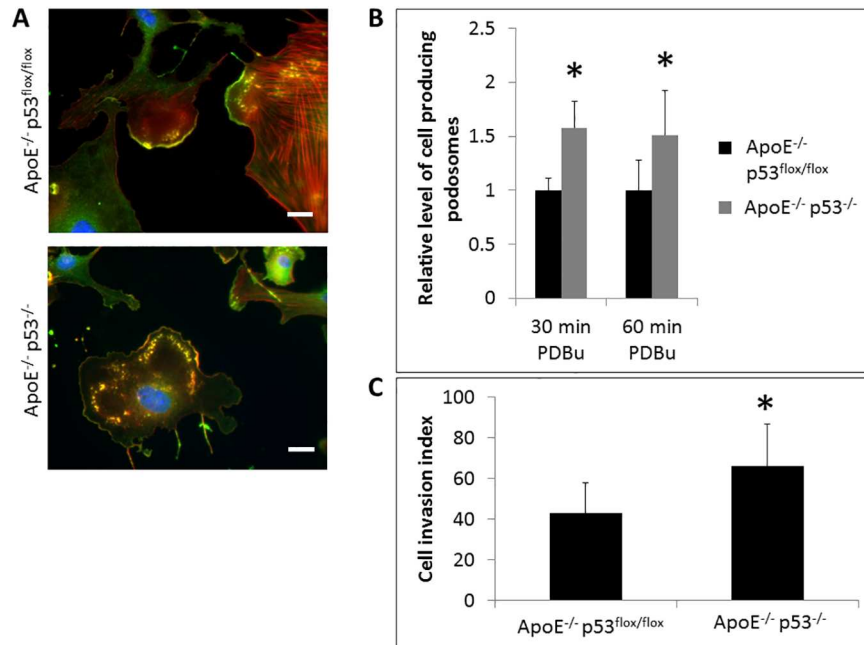 A
ApoE⁻/⁻ p53flox/flox
ApoE⁻/⁻ p53⁻/⁻
B
Relative level of cell producing
podosomes
2.5
2
1.5
1
0.5
0
*
*
30 min
PDBu
60 min
PDBu
ApoE⁻/⁻
p53flox/flox
ApoE⁻/⁻ p53⁻/⁻
C
Cell invasion index
100
80
60
40
20
0
*
ApoE⁻/⁻ p53flox/flox
ApoE⁻/⁻ p53⁻/⁻